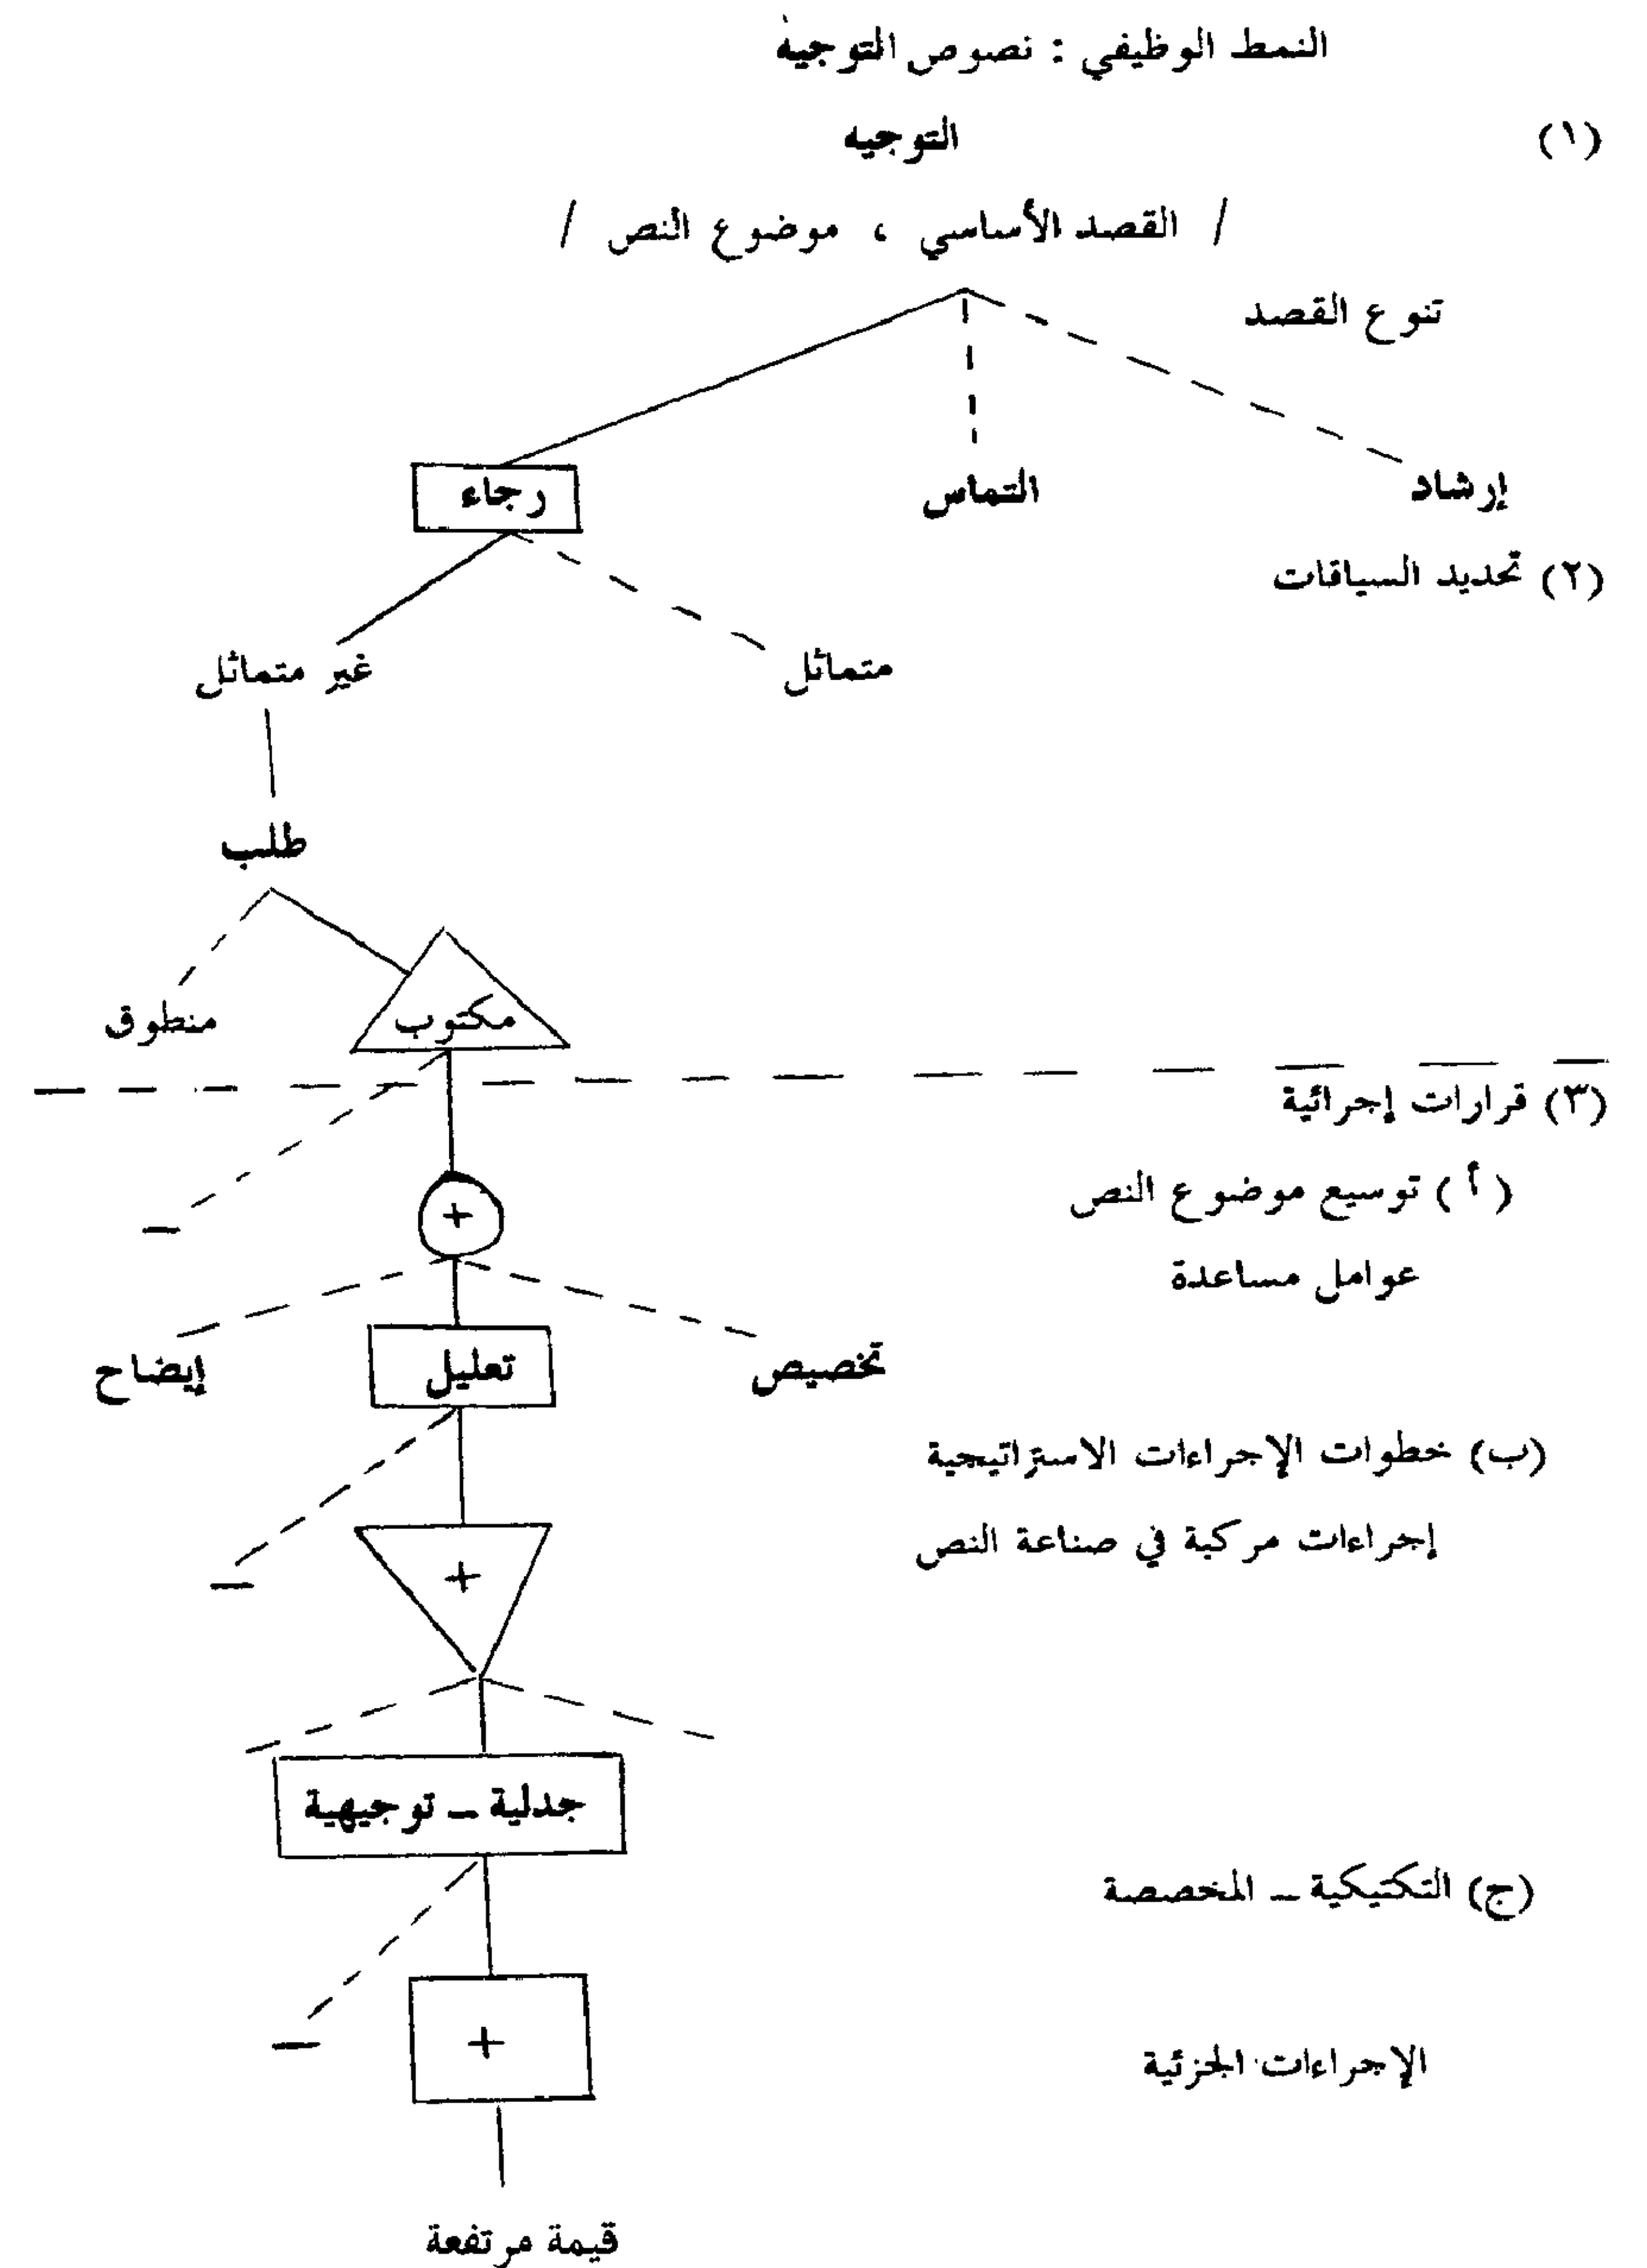 النمط الوظيفي : نصوص التوجيه
(١) التوجيه
/ القصد الأساسي ، موضوع النص /
تنوع القصد
إرشاد التماس رجاء
(٢) تحديد السياقات
متماثل غير متماثل
طلب
مكتوب منطوق
(٣) قرارات إجرائية
(أ) توسيع موضوع النص
+ –
عوامل مساعدة
تخصيص تعليل إيضاح
(ب) خطوات الإجراءات الاستراتيجية
إجراءات مركبة في صناعة النص
+ –
جدلية – توجيهية
(ج) التكتيكية – المخصصة
الإجراءات الجزئية + –
قيمة مرتفعة